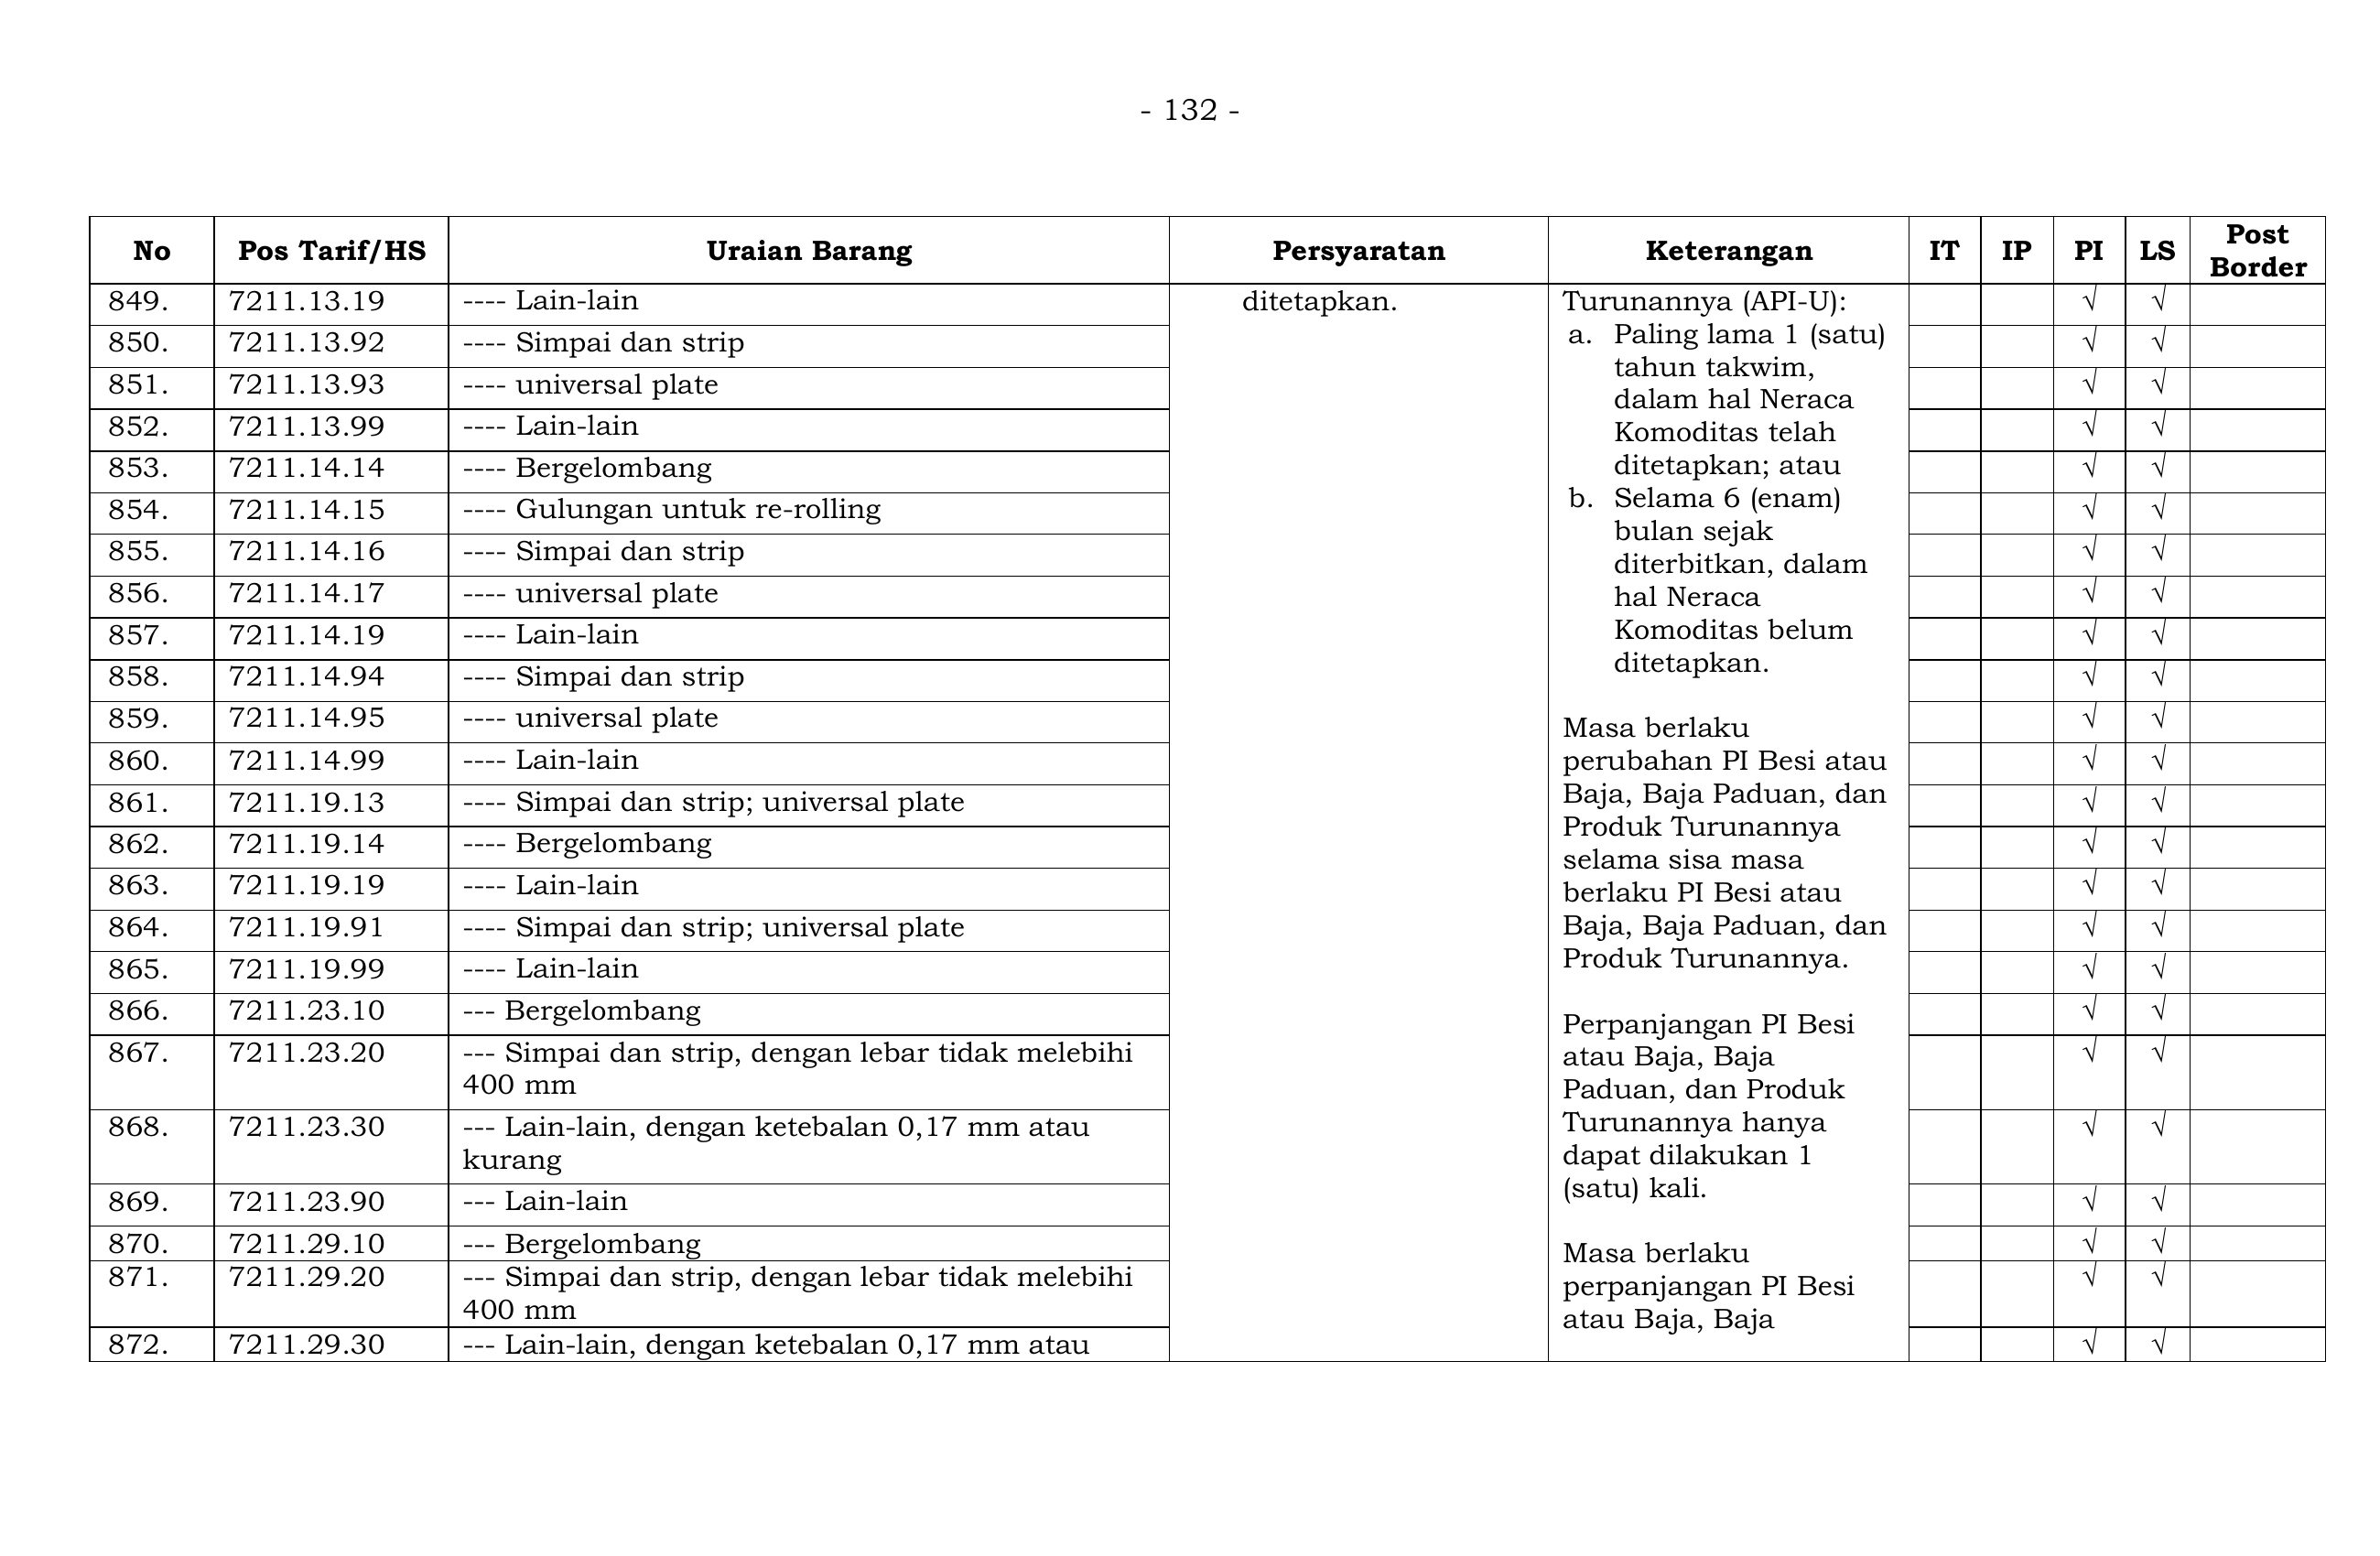 - 132 -
No Pos Tarif/HS Uraian Barang Persyaratan Keterangan IT IP PI LS Post Border
849. 7211.13.19 ---- Lain-lain √ √
850. 7211.13.92 ---- Simpai dan strip √ √
851. 7211.13.93 ---- universal plate √ √
852. 7211.13.99 ---- Lain-lain √ √
853. 7211.14.14 ---- Bergelombang √ √
854. 7211.14.15 ---- Gulungan untuk re-rolling √ √
855. 7211.14.16 ---- Simpai dan strip √ √
856. 7211.14.17 ---- universal plate √ √
857. 7211.14.19 ---- Lain-lain √ √
858. 7211.14.94 ---- Simpai dan strip √ √
859. 7211.14.95 ---- universal plate √ √
860. 7211.14.99 ---- Lain-lain √ √
861. 7211.19.13 ---- Simpai dan strip; universal plate √ √
862. 7211.19.14 ---- Bergelombang √ √
863. 7211.19.19 ---- Lain-lain √ √
864. 7211.19.91 ---- Simpai dan strip; universal plate √ √
865. 7211.19.99 ---- Lain-lain √ √
866. 7211.23.10 --- Bergelombang √ √
867. 7211.23.20 --- Simpai dan strip, dengan lebar tidak melebihi √ √
400 mm
868. 7211.23.30 --- Lain-lain, dengan ketebalan 0,17 mm atau √ √
kurang
869. 7211.23.90 --- Lain-lain √ √
870. 7211.29.10 --- Bergelombang √ √
871. 7211.29.20 --- Simpai dan strip, dengan lebar tidak melebihi √ √
400 mm
872. 7211.29.30 --- Lain-lain, dengan ketebalan 0,17 mm atau √ √
ditetapkan.
Turunannya (API-U):
a. Paling lama 1 (satu)
tahun takwim,
dalam hal Neraca
Komoditas telah
ditetapkan; atau
b. Selama 6 (enam)
bulan sejak
diterbitkan, dalam
hal Neraca
Komoditas belum
ditetapkan.
Masa berlaku
perubahan PI Besi atau
Baja, Baja Paduan, dan
Produk Turunannya
selama sisa masa
berlaku PI Besi atau
Baja, Baja Paduan, dan
Produk Turunannya.
Perpanjangan PI Besi
atau Baja, Baja
Paduan, dan Produk
Turunannya hanya
dapat dilakukan 1
(satu) kali.
Masa berlaku
perpanjangan PI Besi
atau Baja, Baja